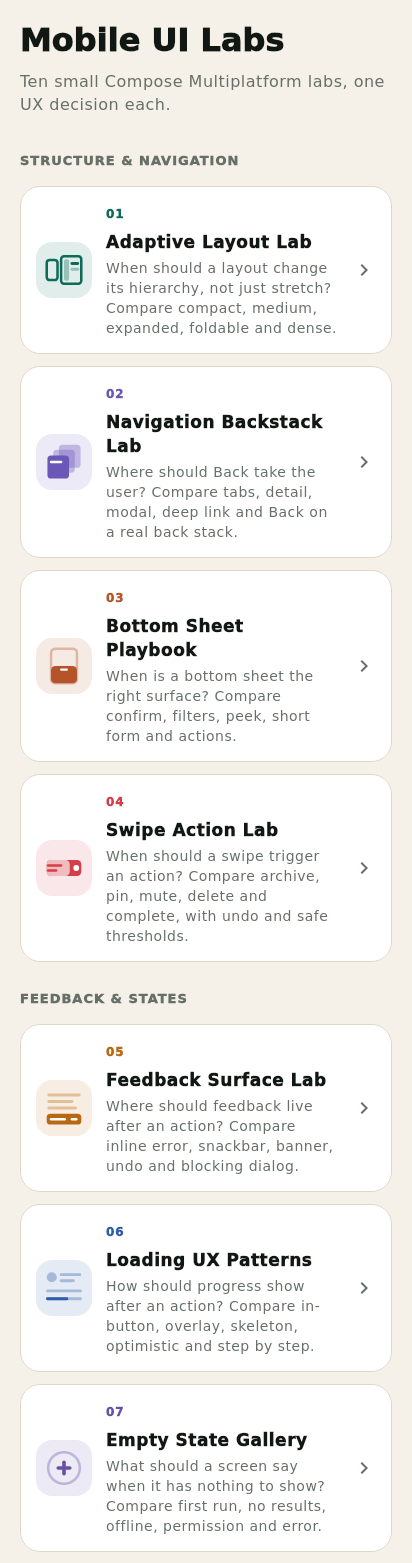 Mobile UI Labs
Ten small Compose Multiplatform labs, one
UX decision each.
STRUCTURE & NAVIGATION
01
Adaptive Layout Lab
When should a layout change
its hierarchy, not just stretch?
Compare compact, medium,
expanded, foldable and dense.
02
Navigation Backstack
Lab
Where should Back take the
user? Compare tabs, detail,
modal, deep link and Back on
a real back stack.
03
Bottom Sheet
Playbook
When is a bottom sheet the
right surface? Compare
confirm, filters, peek, short
form and actions.
04
Swipe Action Lab
When should a swipe trigger
an action? Compare archive,
pin, mute, delete and
complete, with undo and safe
thresholds.
FEEDBACK & STATES
05
Feedback Surface Lab
Where should feedback live
after an action? Compare
inline error, snackbar, banner,
undo and blocking dialog.
06
Loading UX Patterns
How should progress show
after an action? Compare in-
button, overlay, skeleton,
optimistic and step by step.
07
Empty State Gallery
What should a screen say
when it has nothing to show?
Compare first run, no results,
offline, permission and error.